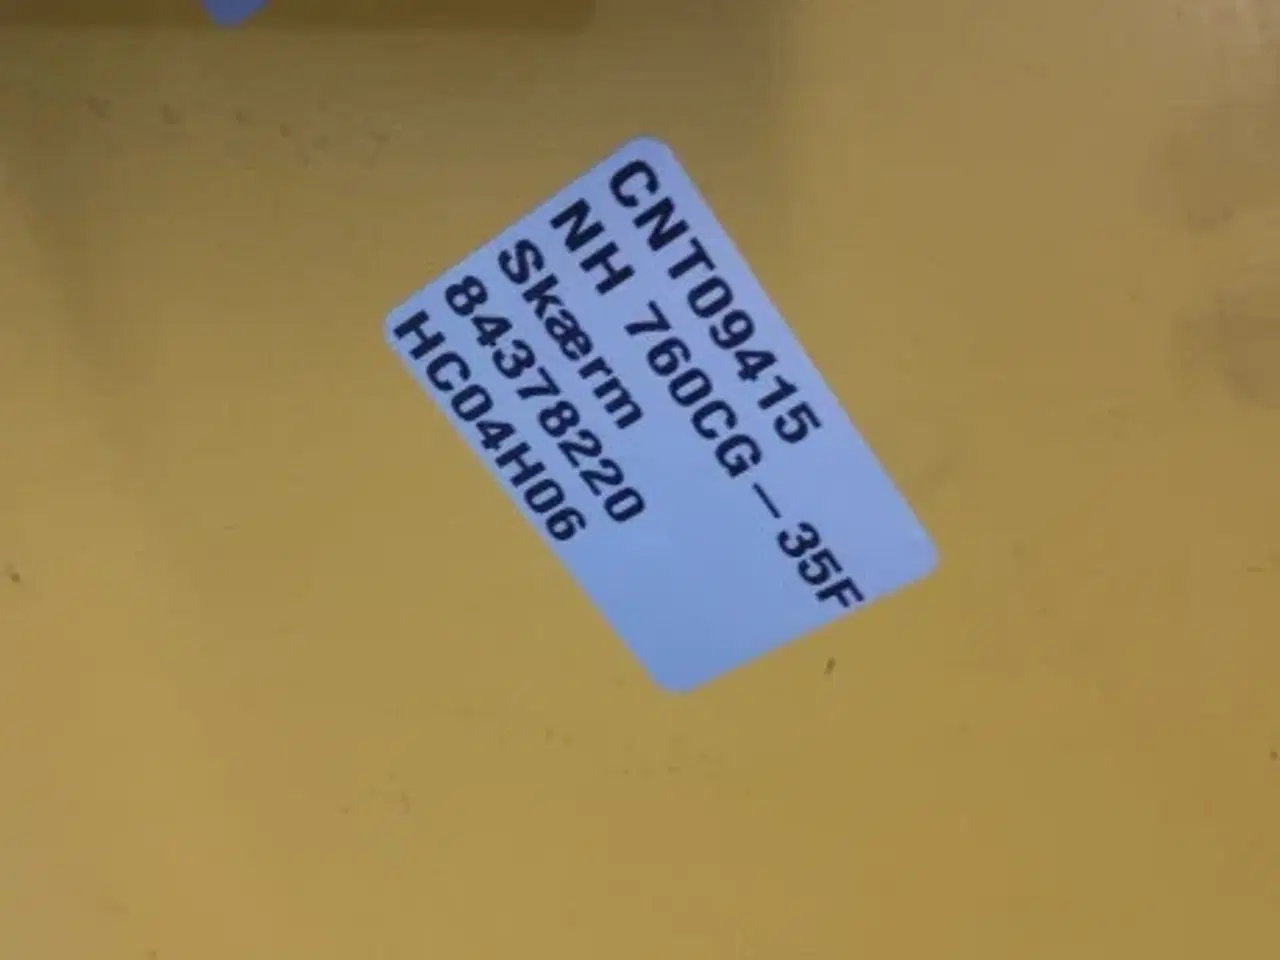 CNT09415
NH 760CG-35F
Skærm
84378220
HC04H06